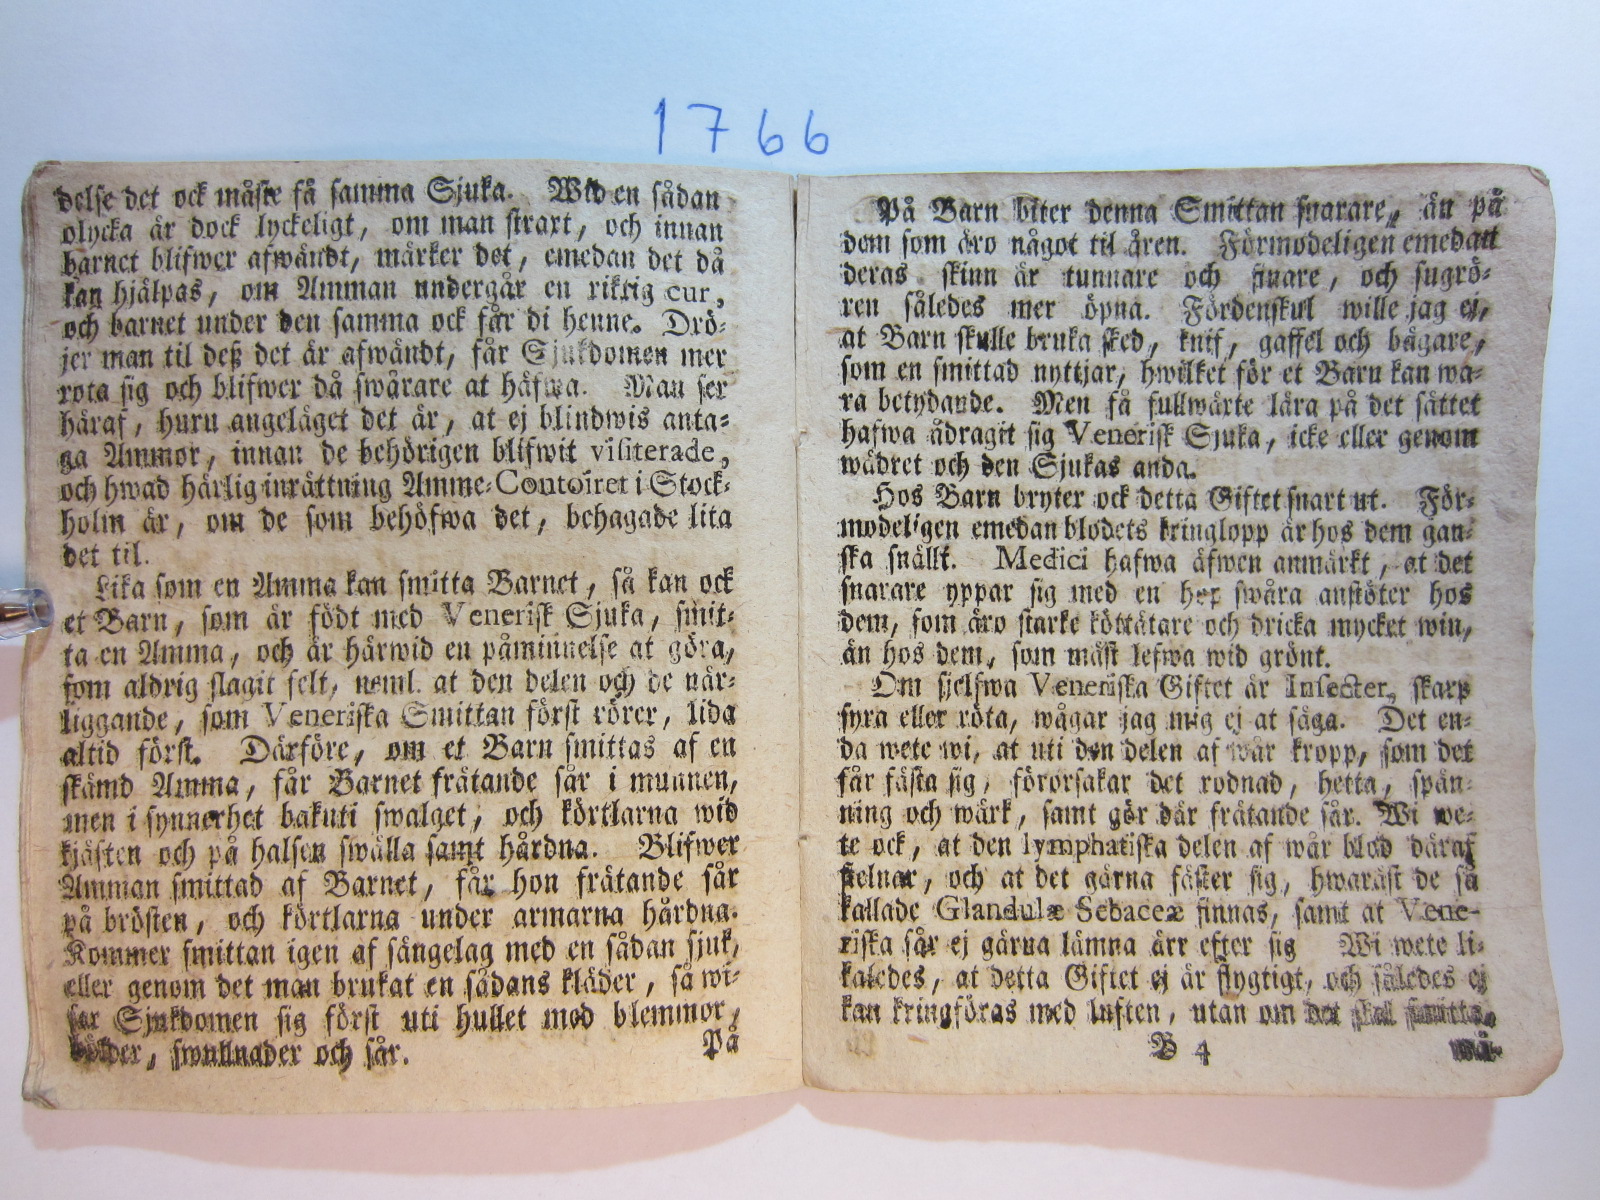 1766
delse det ock måste få samma Sjuka. Wid en sådan
olycka är dock lyckeligt, om man straxt, och innan
barnet blifwer afwändt, märker det, emedan det då
kan hjälpas, om Amman undergår en riktig cur,
och barnet under den samma ock får di henne. Drö-
jer man til deß det är afwändt, får Sjukdomen mer
rota sig och blifwer då swårare at häfwa. Man ser
häraf, huru angeläget det är, at ej blindwis anta-
ga Ammor, innan de behörigen blifwit visiterade,
och hwad härlig inrättning Amme-Contoiret i Stock-
holm är, om de som behöfwa det, behagade lita
det til.
Lika som en Amma kan smitta Barnet, så kan ock
et Barn, som är födt med Venerisk Sjuka, smit-
ta en Amma, och är härwid en påminnelse at göra,
som aldrig slagit felt, neml. at den delen och de när-
liggande, som Veneriska Smittan först rörer, lida
altid först. Därföre, om et Barn smittas af en
skämd Amma, får Barnet frätande sår i munnen,
men i synnerhet bakuti swalget, och körtlarna wid
kjäften och på halsen swälla samt hårdna. Blifwer
Amman smittad af Barnet, får hon frätande sår
på brösten, och körtlarna under armarna hårdna.
Kommer smittan igen af sängelag med en sådan sjuk,
eller genom det man brukat en sådans kläder, så wi-
sar Sjukdomen sig först uti hullet med blemmor,
bölder, swullnader och sår.
På
På Barn biter denna Smittan snarare, än på
dem som äro något til åren. Förmodeligen emedan
deras skinn är tunnare och finare, och sugrö-
ren således mer öpna. Fördenskul wille jag ej,
at Barn skulle bruka sked, knif, gaffel och bägare,
som en smittad nyttjar, hwilket för et Barn kan wa-
ra betydande. Men få fullwäxte lära på det sättet
hafwa ådragit sig Venerisk Sjuka, icke eller genom
wädret och den Sjukas anda.
Hos Barn bryter ock detta Giftet snart ut. För-
modeligen emedan blodets kringlopp är hos dem gan-
ska snällt. Medici hafwa äfwen anmärkt, at det
snarare yppar sig med en hop swåra anstöter hos
dem, som äro starke köttätare och dricka mycket win,
än hos dem, som mäst lefwa wid grönt.
Om sjelfwa Veneriska Giftet är Insecter, skarp
syra eller röta, wågar jag mig ej at säga. Det en-
da wete wi, at uti den delen af wår kropp, som det
får fästa sig, förorsakar det rodnad, hetta, spän-
ning och wärk, samt gör där frätande sår. Wi we-
te ock, at den lymphatiska delen af wår blod däraf
stelnar, och at det gärna fäster sig, hwaräst de så
kallade Glandulæ Sebaceæ finnas, samt at Vene-
riska sår ej gärna lämna ärr efter sig Wi wete li-
kaledes, at detta Giftet ej är flygtigt, och således ej
kan kringföras med luften, utan om det skal smitta,
B 4